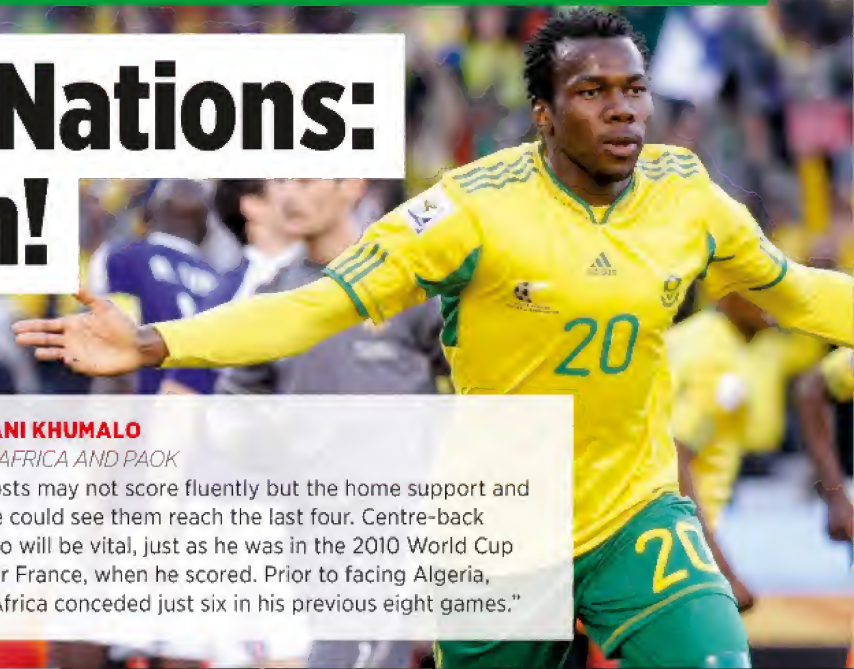 Nations:
n!
20
20
ANI KHUMALO
AFRICA AND PAOK
osts may not score fluently but the home support and
e could see them reach the last four. Centre-back
o will be vital, just as he was in the 2010 World Cup
r France, when he scored. Prior to facing Algeria,
Africa conceded just six in his previous eight games.”